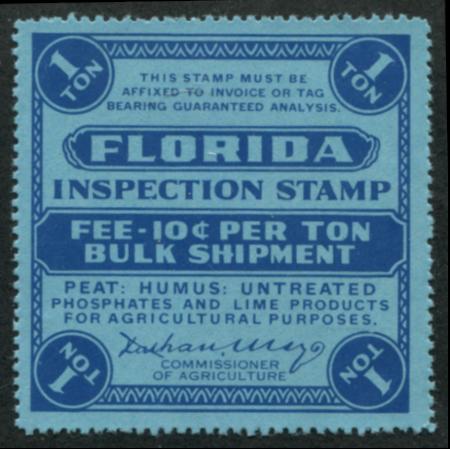 1 TON
1 TON
THIS STAMP MUST BE
AFFIXED TO INVOICE OR TAG
BEARING GUARANTEED ANALYSIS.
FLORIDA
INSPECTION STAMP
FEE-10¢ PER TON
BULK SHIPMENT
PEAT: HUMUS: UNTREATED
PHOSPHATES AND LIME PRODUCTS
FOR AGRICULTURAL PURPOSES.
Nathan Mayo
COMMISSIONER
OF AGRICULTURE
1 TON
1 TON